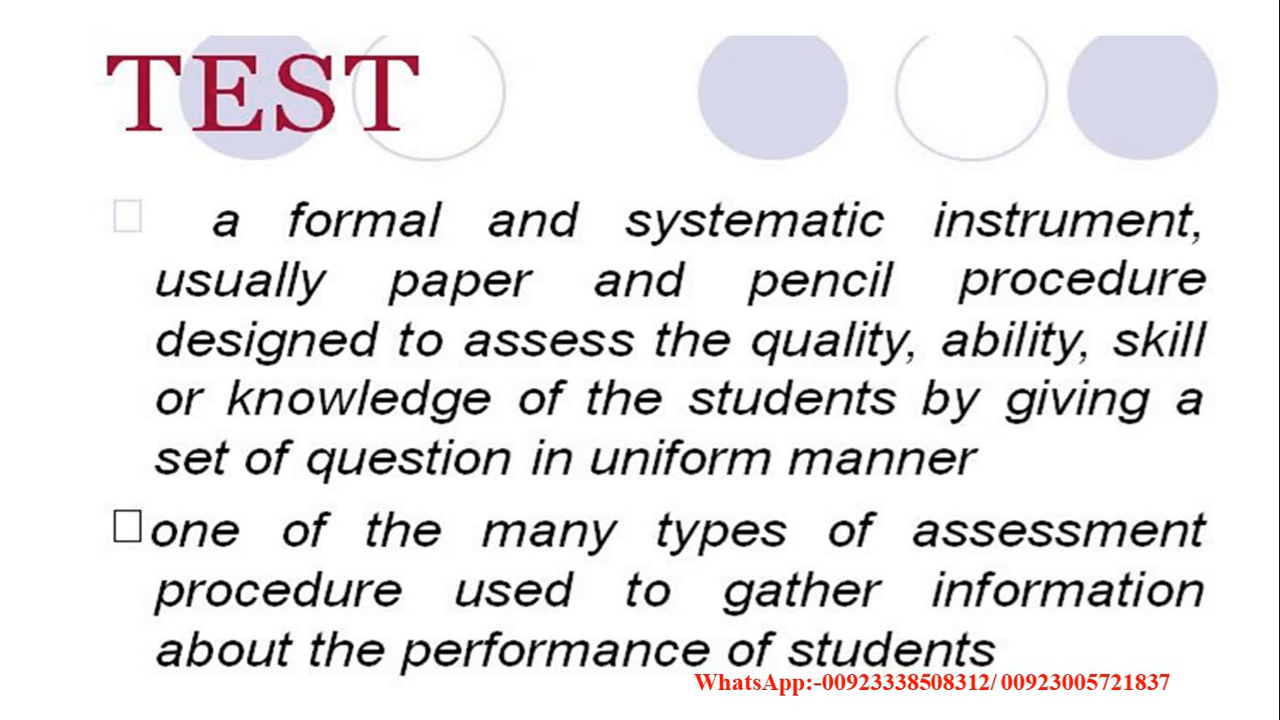 TEST
□ a formal and systematic instrument,
usually paper and pencil procedure
designed to assess the quality, ability, skill
or knowledge of the students by giving a
set of question in uniform manner
□one of the many types of assessment
procedure used to gather information
about the performance of students
WhatsApp:-00923338508312/ 00923005721837